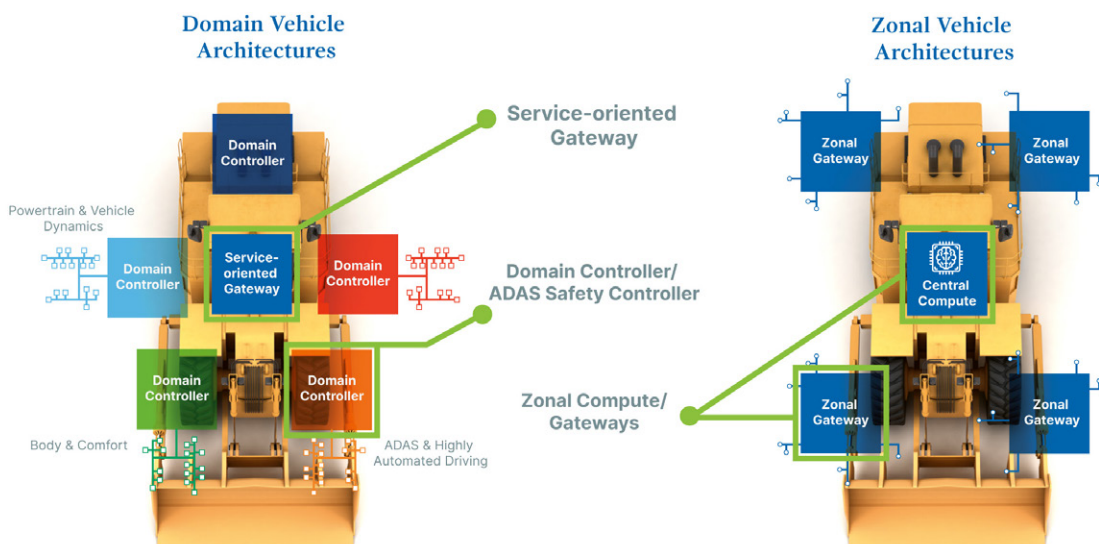 Domain Vehicle
Architectures
Zonal Vehicle
Architectures
Domain
Controller
Service-oriented
Gateway
Powertrain & Vehicle
Dynamics
Domain
Controller
Service-
oriented
Gateway
Domain
Controller
Domain Controller/
ADAS Safety Controller
Domain
Controller
Domain
Controller
Body & Comfort
ADAS & Highly
Automated Driving
Zonal Compute/
Gateways
Zonal
Gateway
Zonal
Gateway
Central
Compute
Zonal
Gateway
Zonal
Gateway